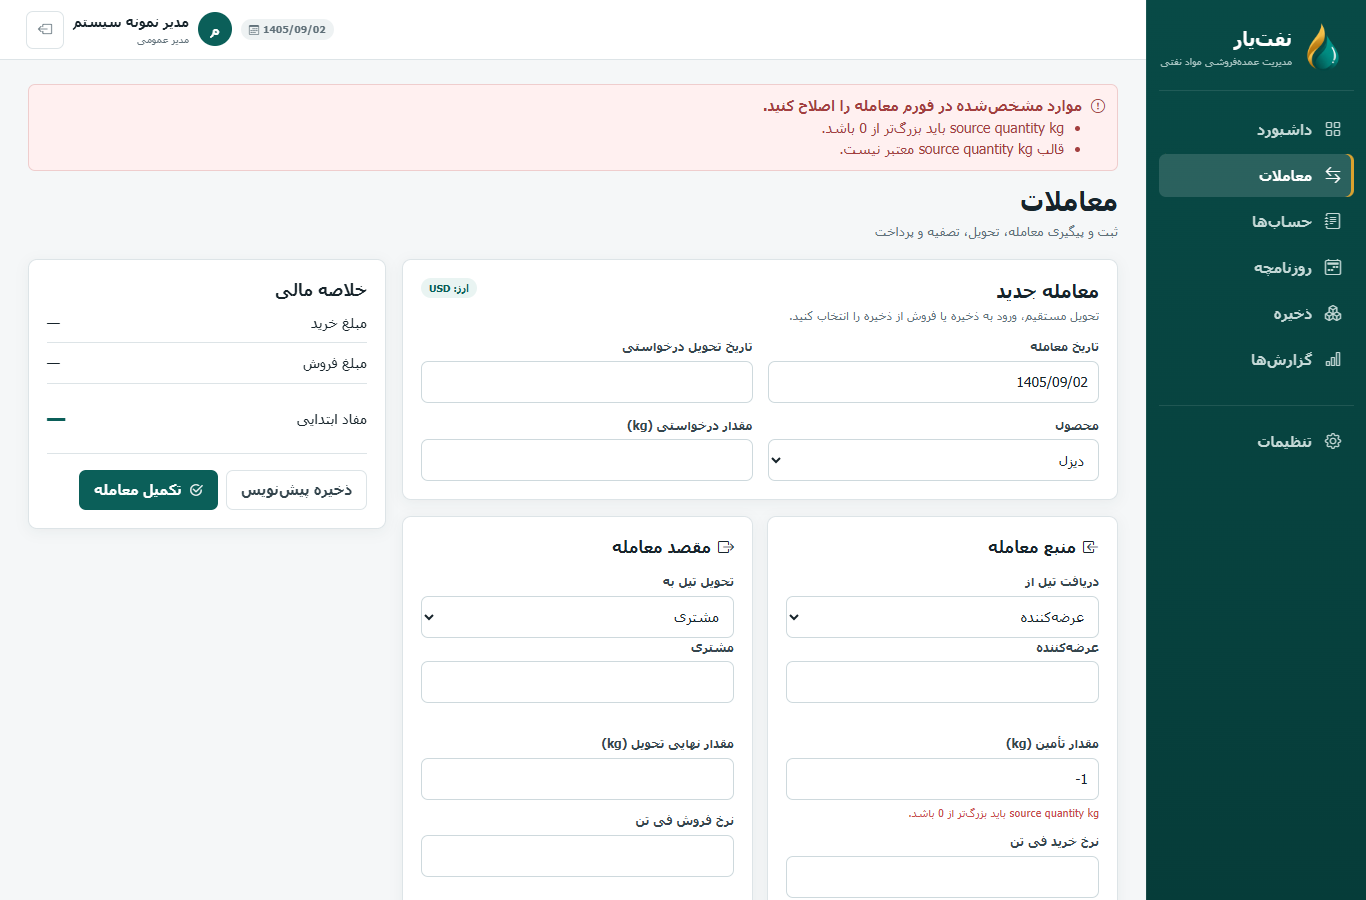 نفت‌یار
مدیریت عمده‌فروشی مواد نفتی
داشبورد
معاملات
حساب‌ها
روزنامچه
ذخیره
گزارش‌ها
تنظیمات
1405/09/02
م
مدیر نمونه سیستم
مدیر عمومی
موارد مشخص‌شده در فورم معامله را اصلاح کنید.
source quantity kg باید بزرگ‌تر از 0 باشد.
قالب source quantity kg معتبر نیست.
معاملات
ثبت و پیگیری معامله، تحویل، تصفیه و پرداخت
معامله جدید
ارز: USD
تحویل مستقیم، ورود به ذخیره یا فروش از ذخیره را انتخاب کنید.
تاریخ معامله
1405/09/02
تاریخ تحویل درخواستی
محصول
دیزل
مقدار درخواستی (kg)
منبع معامله
دریافت تیل از
عرضه‌کننده
عرضه‌کننده
مقدار تأمین (kg)
-1
source quantity kg باید بزرگ‌تر از 0 باشد.
نرخ خرید فی تن
مقصد معامله
تحویل تیل به
مشتری
مشتری
مقدار نهایی تحویل (kg)
نرخ فروش فی تن
خلاصه مالی
مبلغ خرید —
مبلغ فروش —
مفاد ابتدایی —
ذخیره پیش‌نویس
تکمیل معامله